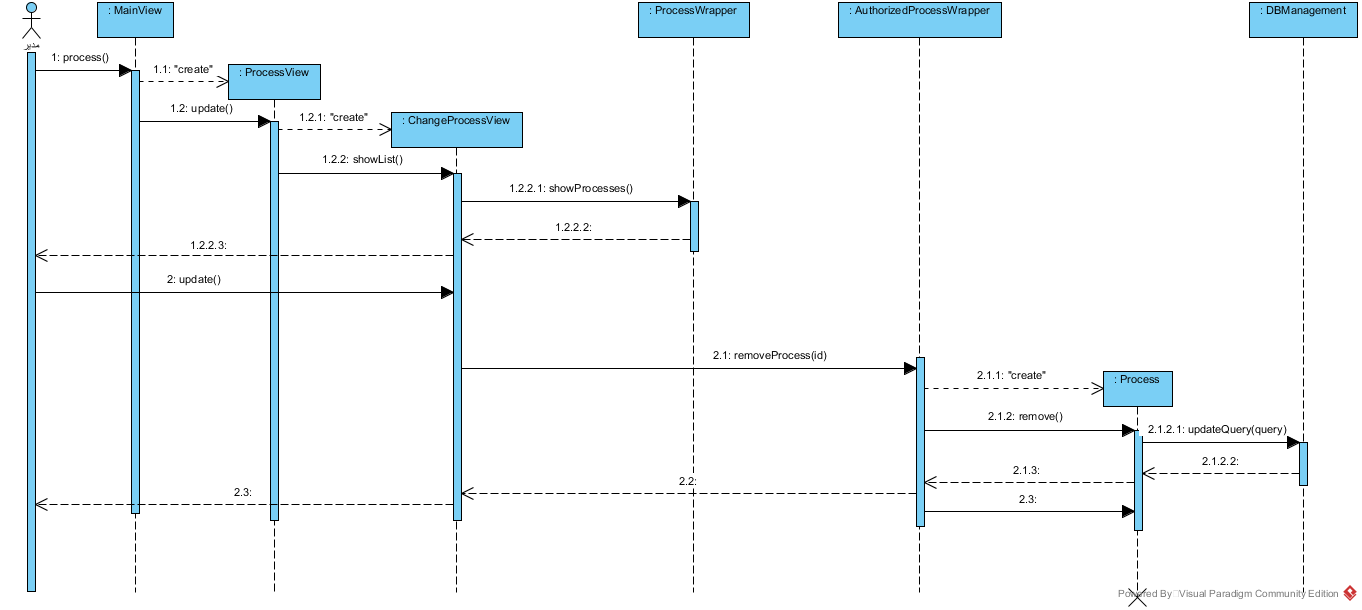 : MainView
: ProcessWrapper
: AuthorizedProcessWrapper
: DBManagement
مدیر
1: process()
1.1: "create"
: ProcessView
1.2: update()
1.2.1: "create"
: ChangeProcessView
1.2.2: showList()
1.2.2.1: showProcesses()
1.2.2.2:
1.2.2.3:
2: update()
2.1: removeProcess(id)
2.1.1: "create"
: Process
2.1.2: remove()
2.1.2.1: updateQuery(query)
2.1.2.2:
2.1.3:
2.2:
2.3:
2.3:
Powered By Visual Paradigm Community Edition